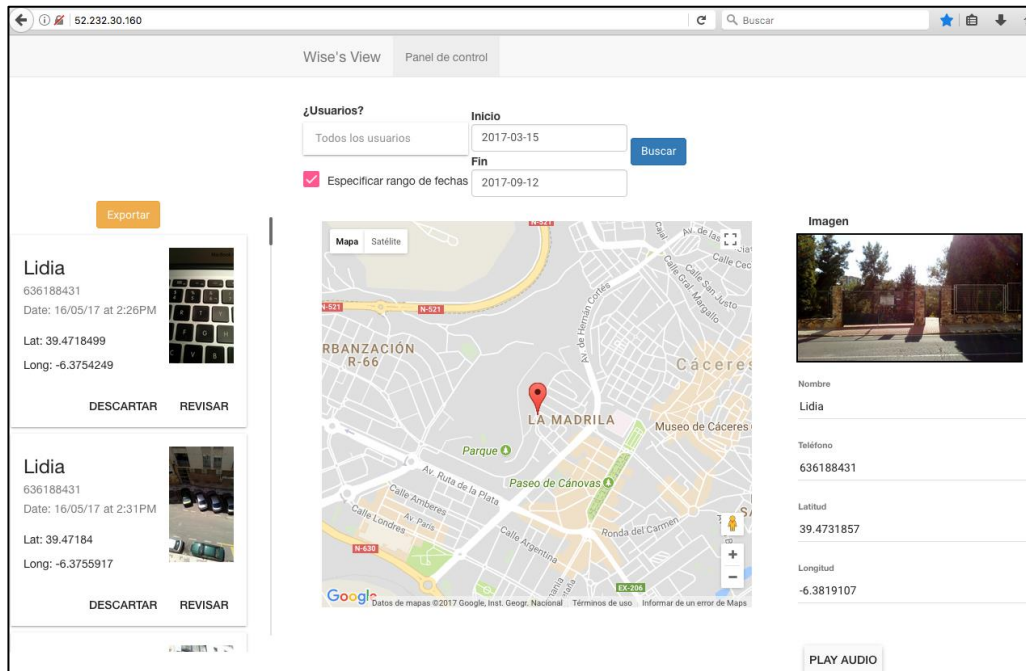 52.232.30.160
Buscar
Wise's View
Panel de control
¿Usuarios?
Todos los usuarios
Especificar rango de fechas
Inicio
2017-03-15
Fin
2017-09-12
Buscar
Exportar
Lidia
636188431
Date: 16/05/17 at 2:26PM
Lat: 39.4718499
Long: -6.3754249
DESCARTAR REVISAR
Lidia
636188431
Date: 16/05/17 at 2:31PM
Lat: 39.47184
Long: -6.3755917
DESCARTAR REVISAR
Mapa Satélite
N-521
N-521
N-521
Av. de las
Calle Cec
Calle San Justo
Calle Gral. Margallo
Av. de Hernán Cortés
RBANZACIÓN
R-66
Cáceres
LA MADRILA
Museo de Cáceres
Parque
Paseo de Cánovas
Av. Ruta de la Plata
Calle Amberes
Av. París
Calle Londres
Calle Argentina
Ronda del Carmen
N-630
EX-206
Google
Datos de mapas ©2017 Google, Inst. Geogr. Nacional Términos de uso Informar de un error de Maps
Imagen
Nombre
Lidia
Teléfono
636188431
Latitud
39.4731857
Longitud
-6.3819107
PLAY AUDIO